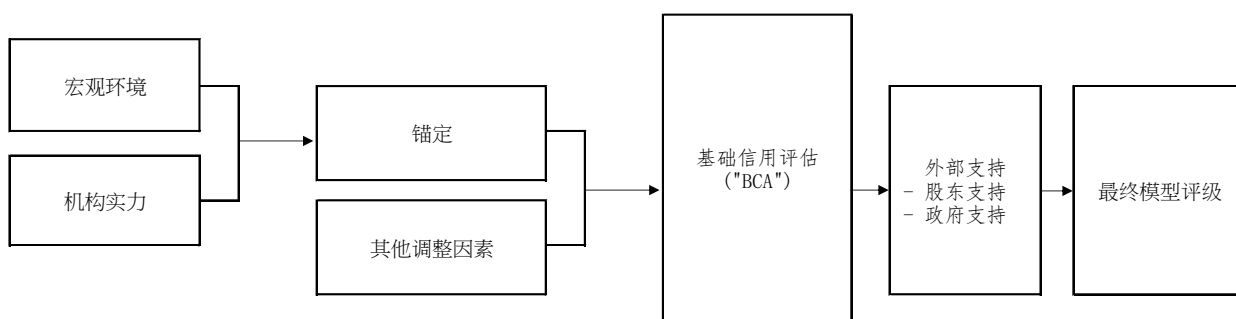 宏观环境
机构实力
锚定
其他调整因素
基础信用评估
("BCA")
外部支持
- 股东支持
- 政府支持
最终模型评级